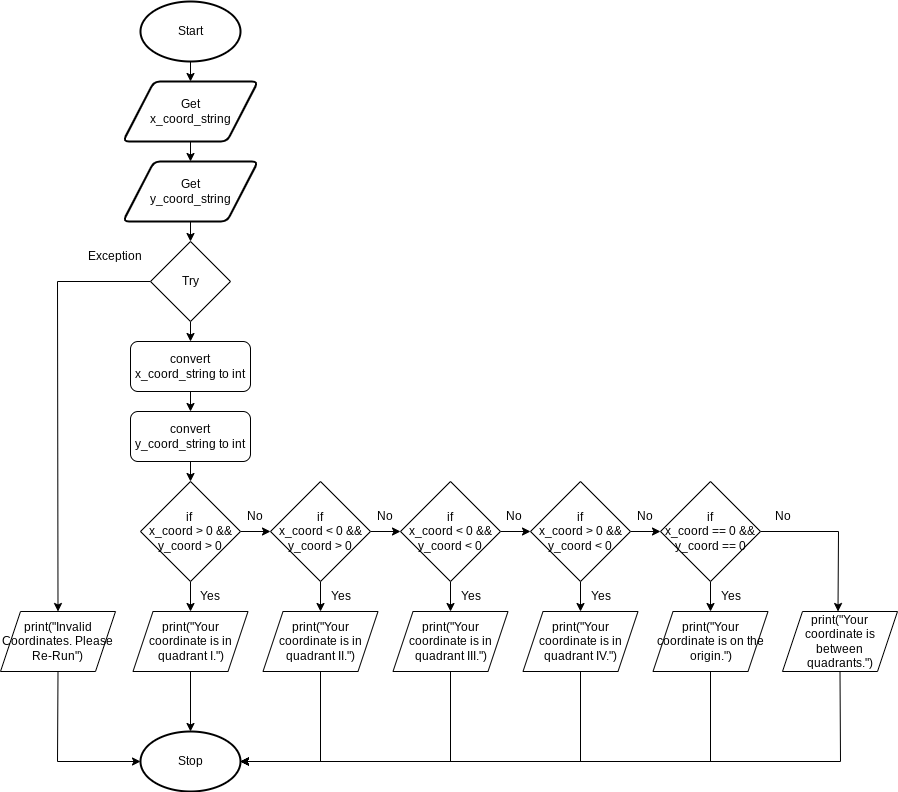 Start
Get
x_coord_string
Get
y_coord_string
Exception
Try
convert
x_coord_string to int
convert
y_coord_string to int
if
x_coord > 0 &&
y_coord > 0
No
if
x_coord < 0 &&
y_coord > 0
No
if
x_coord < 0 &&
y_coord < 0
No
if
x_coord > 0 &&
y_coord < 0
No
if
x_coord == 0 &&
y_coord == 0
No
Yes
Yes
Yes
Yes
Yes
print("Invalid
Coordinates. Please
Re-Run")
print("Your
coordinate is in
quadrant I.")
print("Your
coordinate is in
quadrant II.")
print("Your
coordinate is in
quadrant III.")
print("Your
coordinate is in
quadrant IV.")
print("Your
coordinate is on the
origin.")
print("Your
coordinate is
between
quadrants.")
Stop